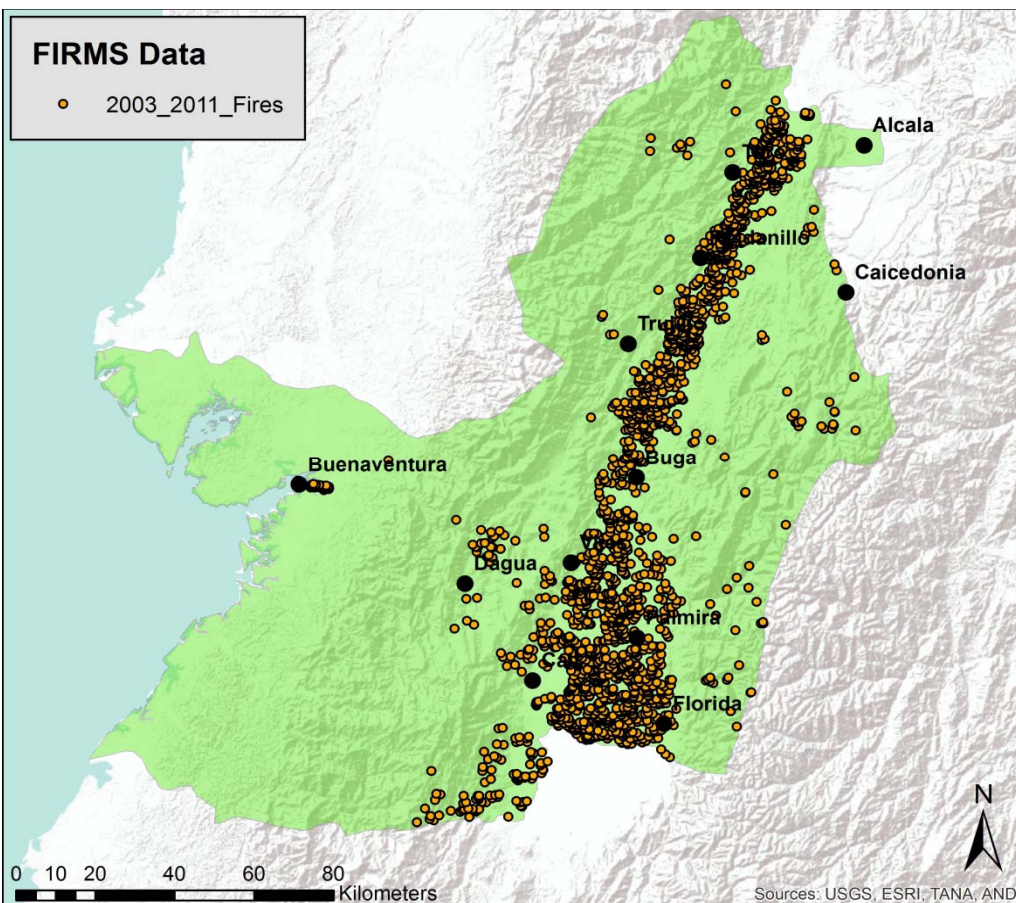 FIRMS Data
2003_2011_Fires
Alcala
Caicedonia
Buenaventura
Buga
Dagua
Palmira
Florida
N
0 10 20 40 60 80
Kilometers
Sources: USGS, ESRI, TANA, AND